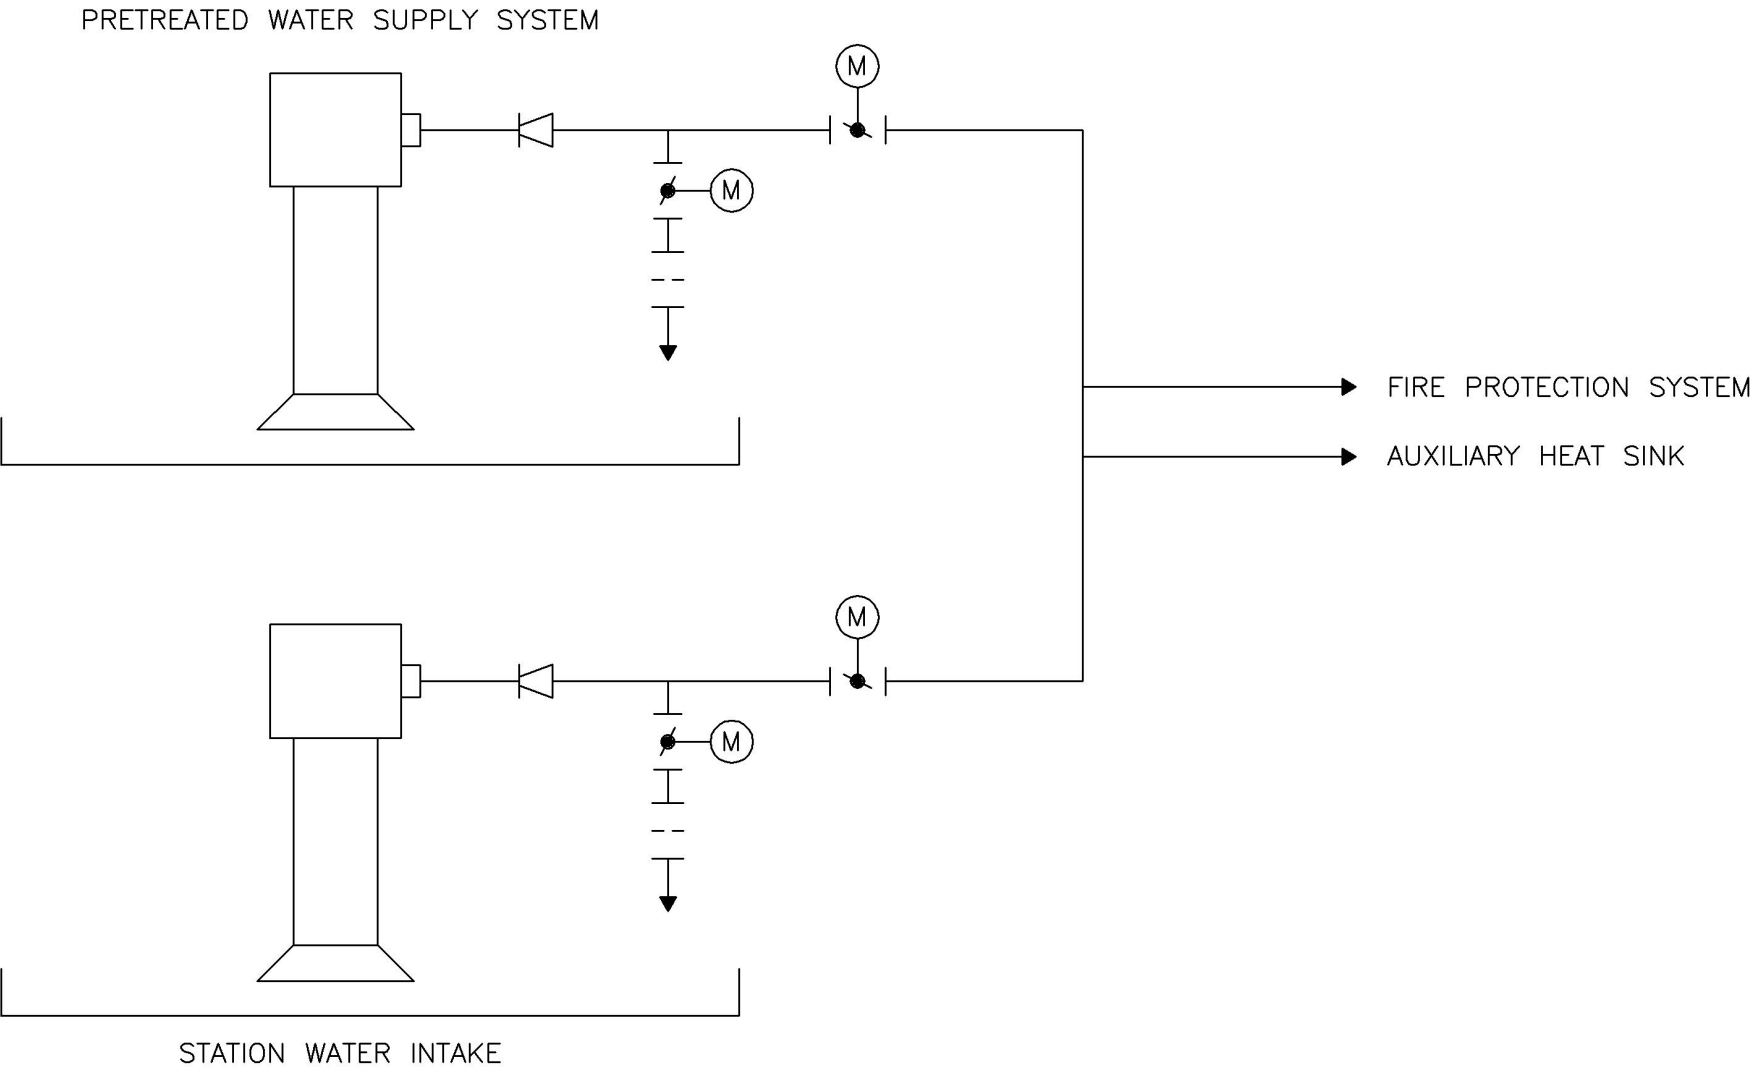 PRETREATED WATER SUPPLY SYSTEM
M
M
FIRE PROTECTION SYSTEM
AUXILIARY HEAT SINK
M
M
STATION WATER INTAKE